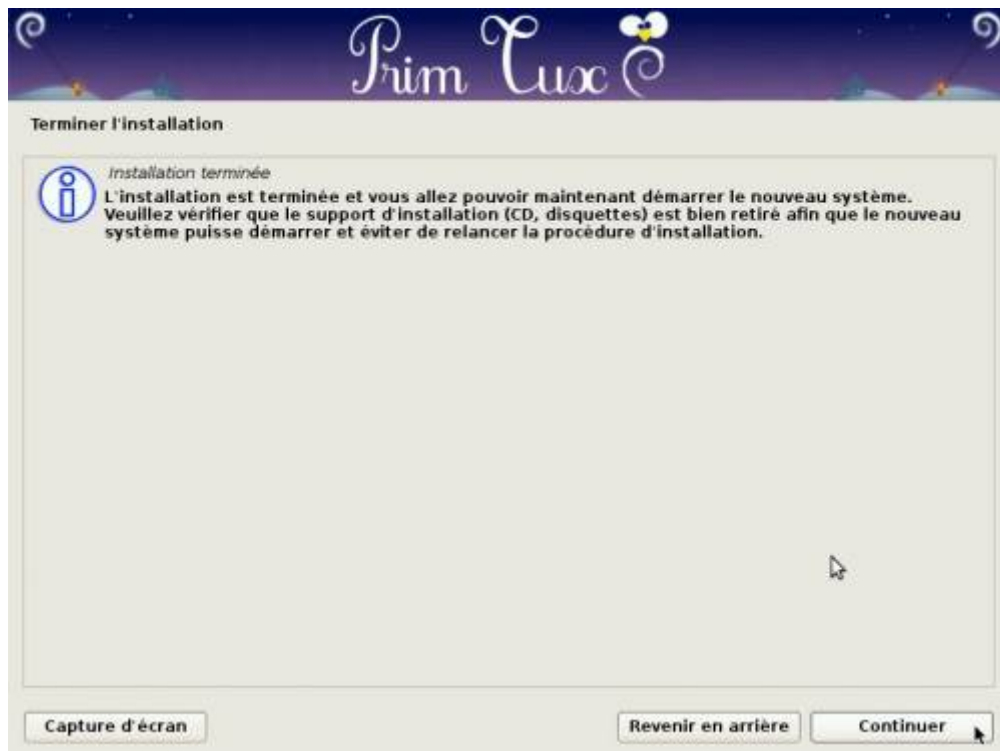 Prim Tux
Terminer l'installation
Installation terminée
L'installation est terminée et vous allez pouvoir maintenant démarrer le nouveau système.
Veuillez vérifier que le support d'installation (CD, disquettes) est bien retiré afin que le nouveau
système puisse démarrer et éviter de relancer la procédure d'installation.
Capture d'écran
Revenir en arrière
Continuer